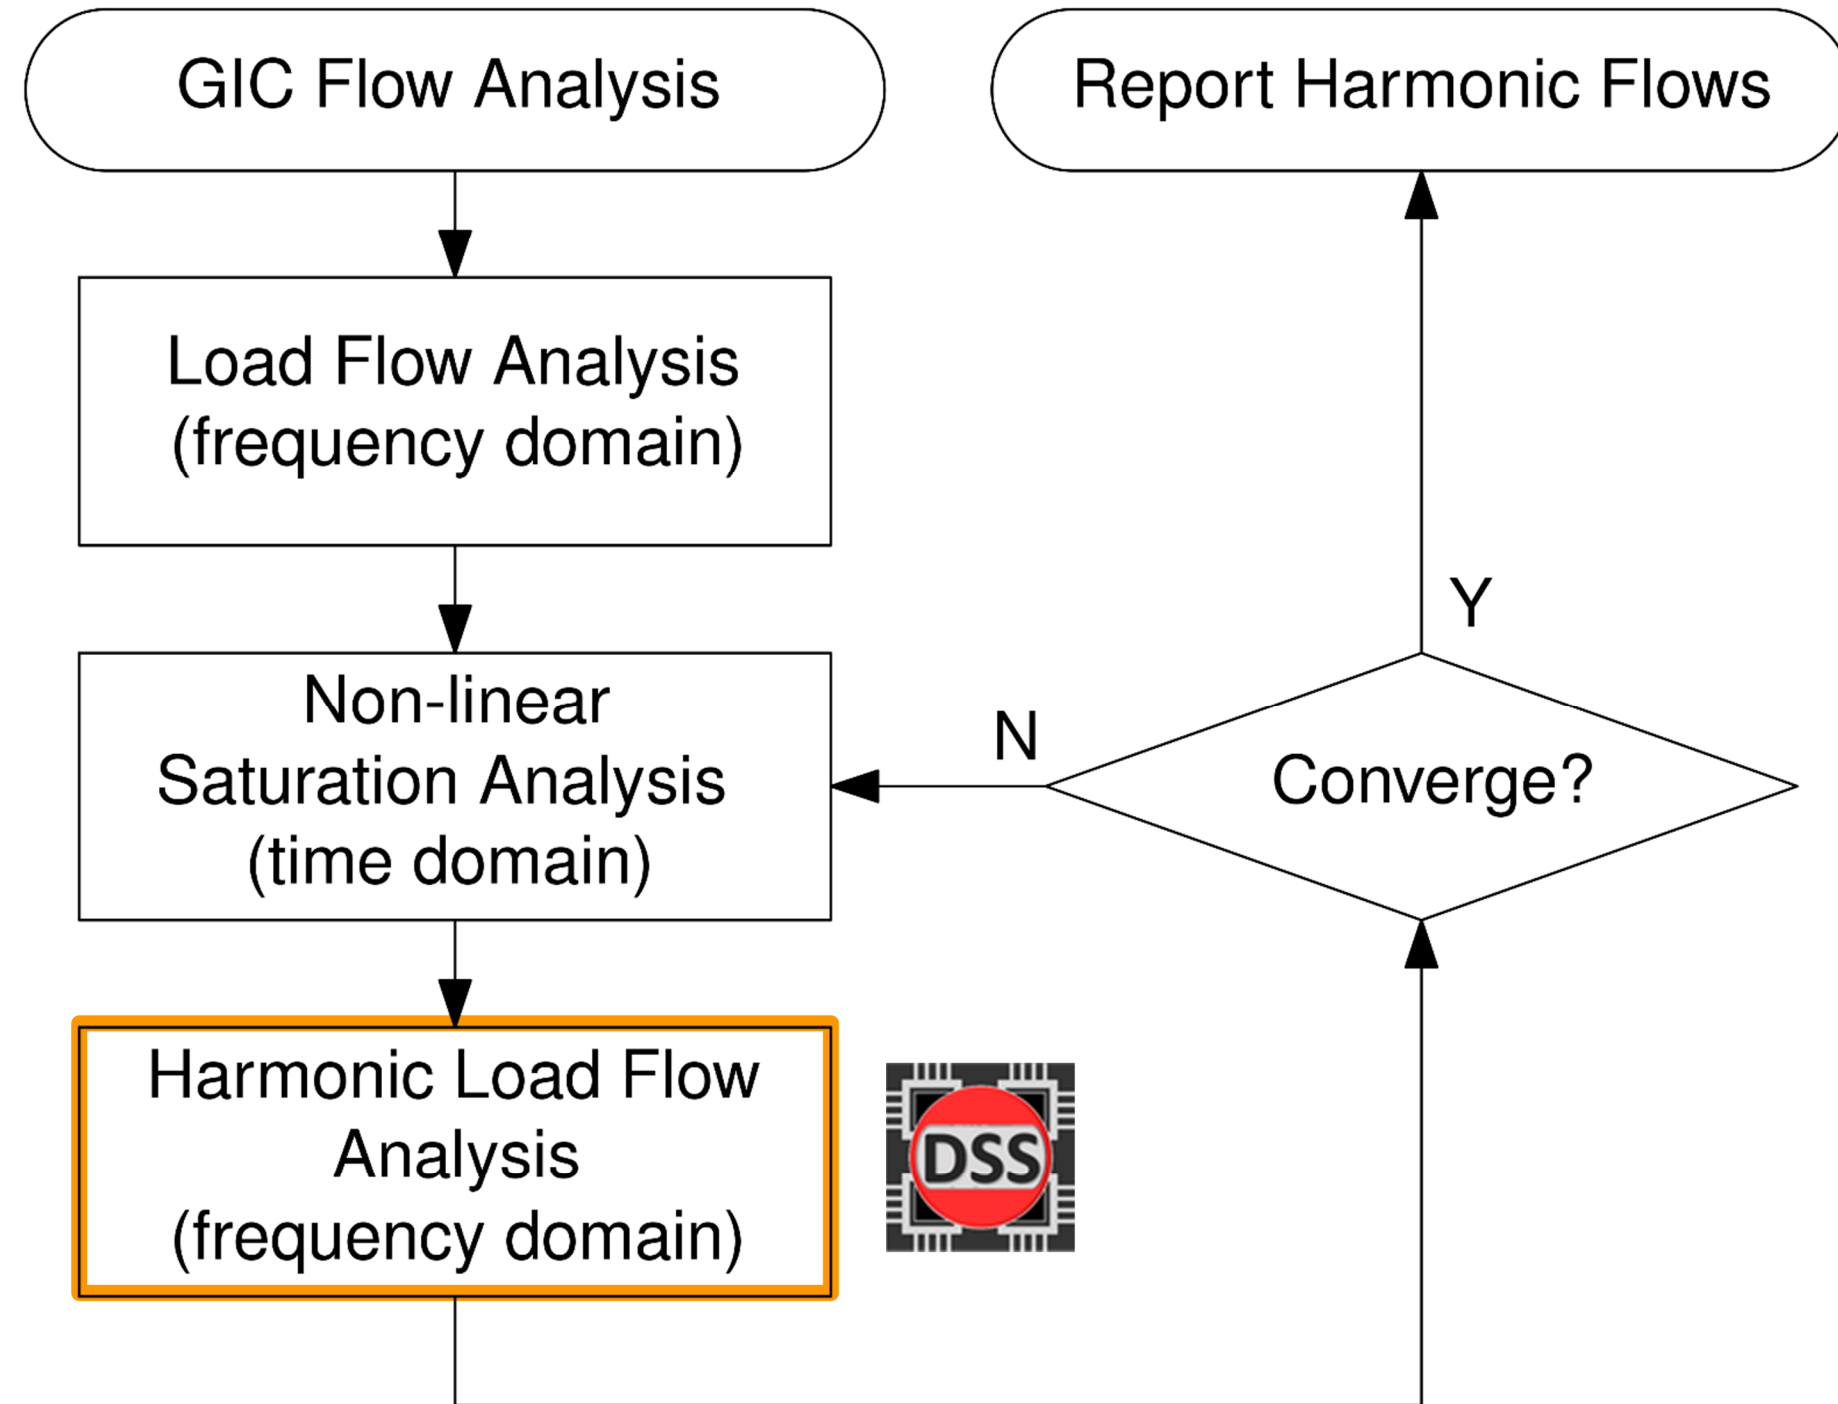 GIC Flow Analysis
Report Harmonic Flows
Load Flow Analysis
(frequency domain)
Y
Non-linear
Saturation Analysis
(time domain)
N
Converge?
Harmonic Load Flow
Analysis
(frequency domain)
DSS